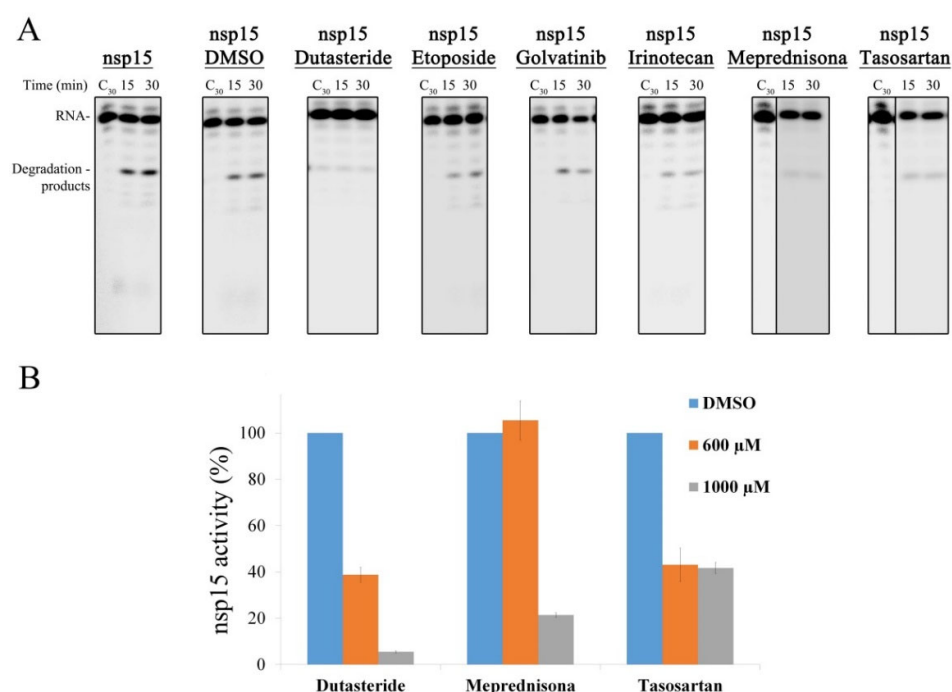 A
nsp15
nsp15
DMSO
nsp15
Dutasteride
nsp15
Etoposide
nsp15
Golvatinib
nsp15
Irinotecan
nsp15
Meprednisona
nsp15
Tasosartan
Time (min) C30 15 30 C30 15 30 C30 15 30 C30 15 30 C30 15 30 C30 15 30 C30 15 30 C30 15 30
RNA-
Degradation -
products
B
nsp15 activity (%)
100
80
60
40
20
0
DMSO
600 µM
1000 µM
Dutasteride Meprednisona Tasosartan